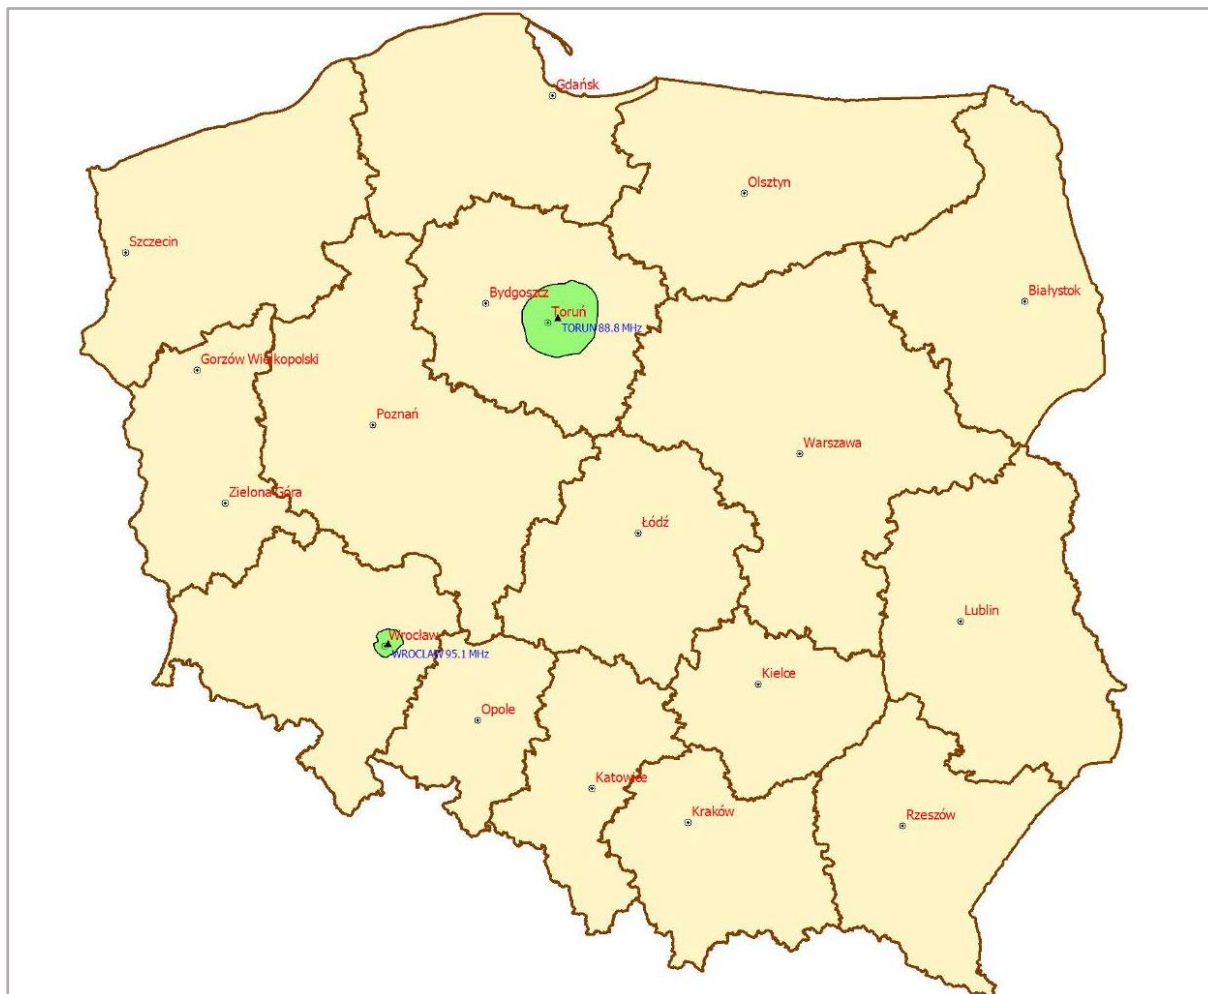 Gdańsk
Olsztyn
Szczecin
Białystok
Bydgoszcz
Toruń
TORUN 88.8 MHz
Gorzów Wielkopolski
Poznań
Warszawa
Zielona Góra
Łódź
Lublin
Wrocław
WROCLAW 95.1 MHz
Kielce
Opole
Katowice
Kraków
Rzeszów